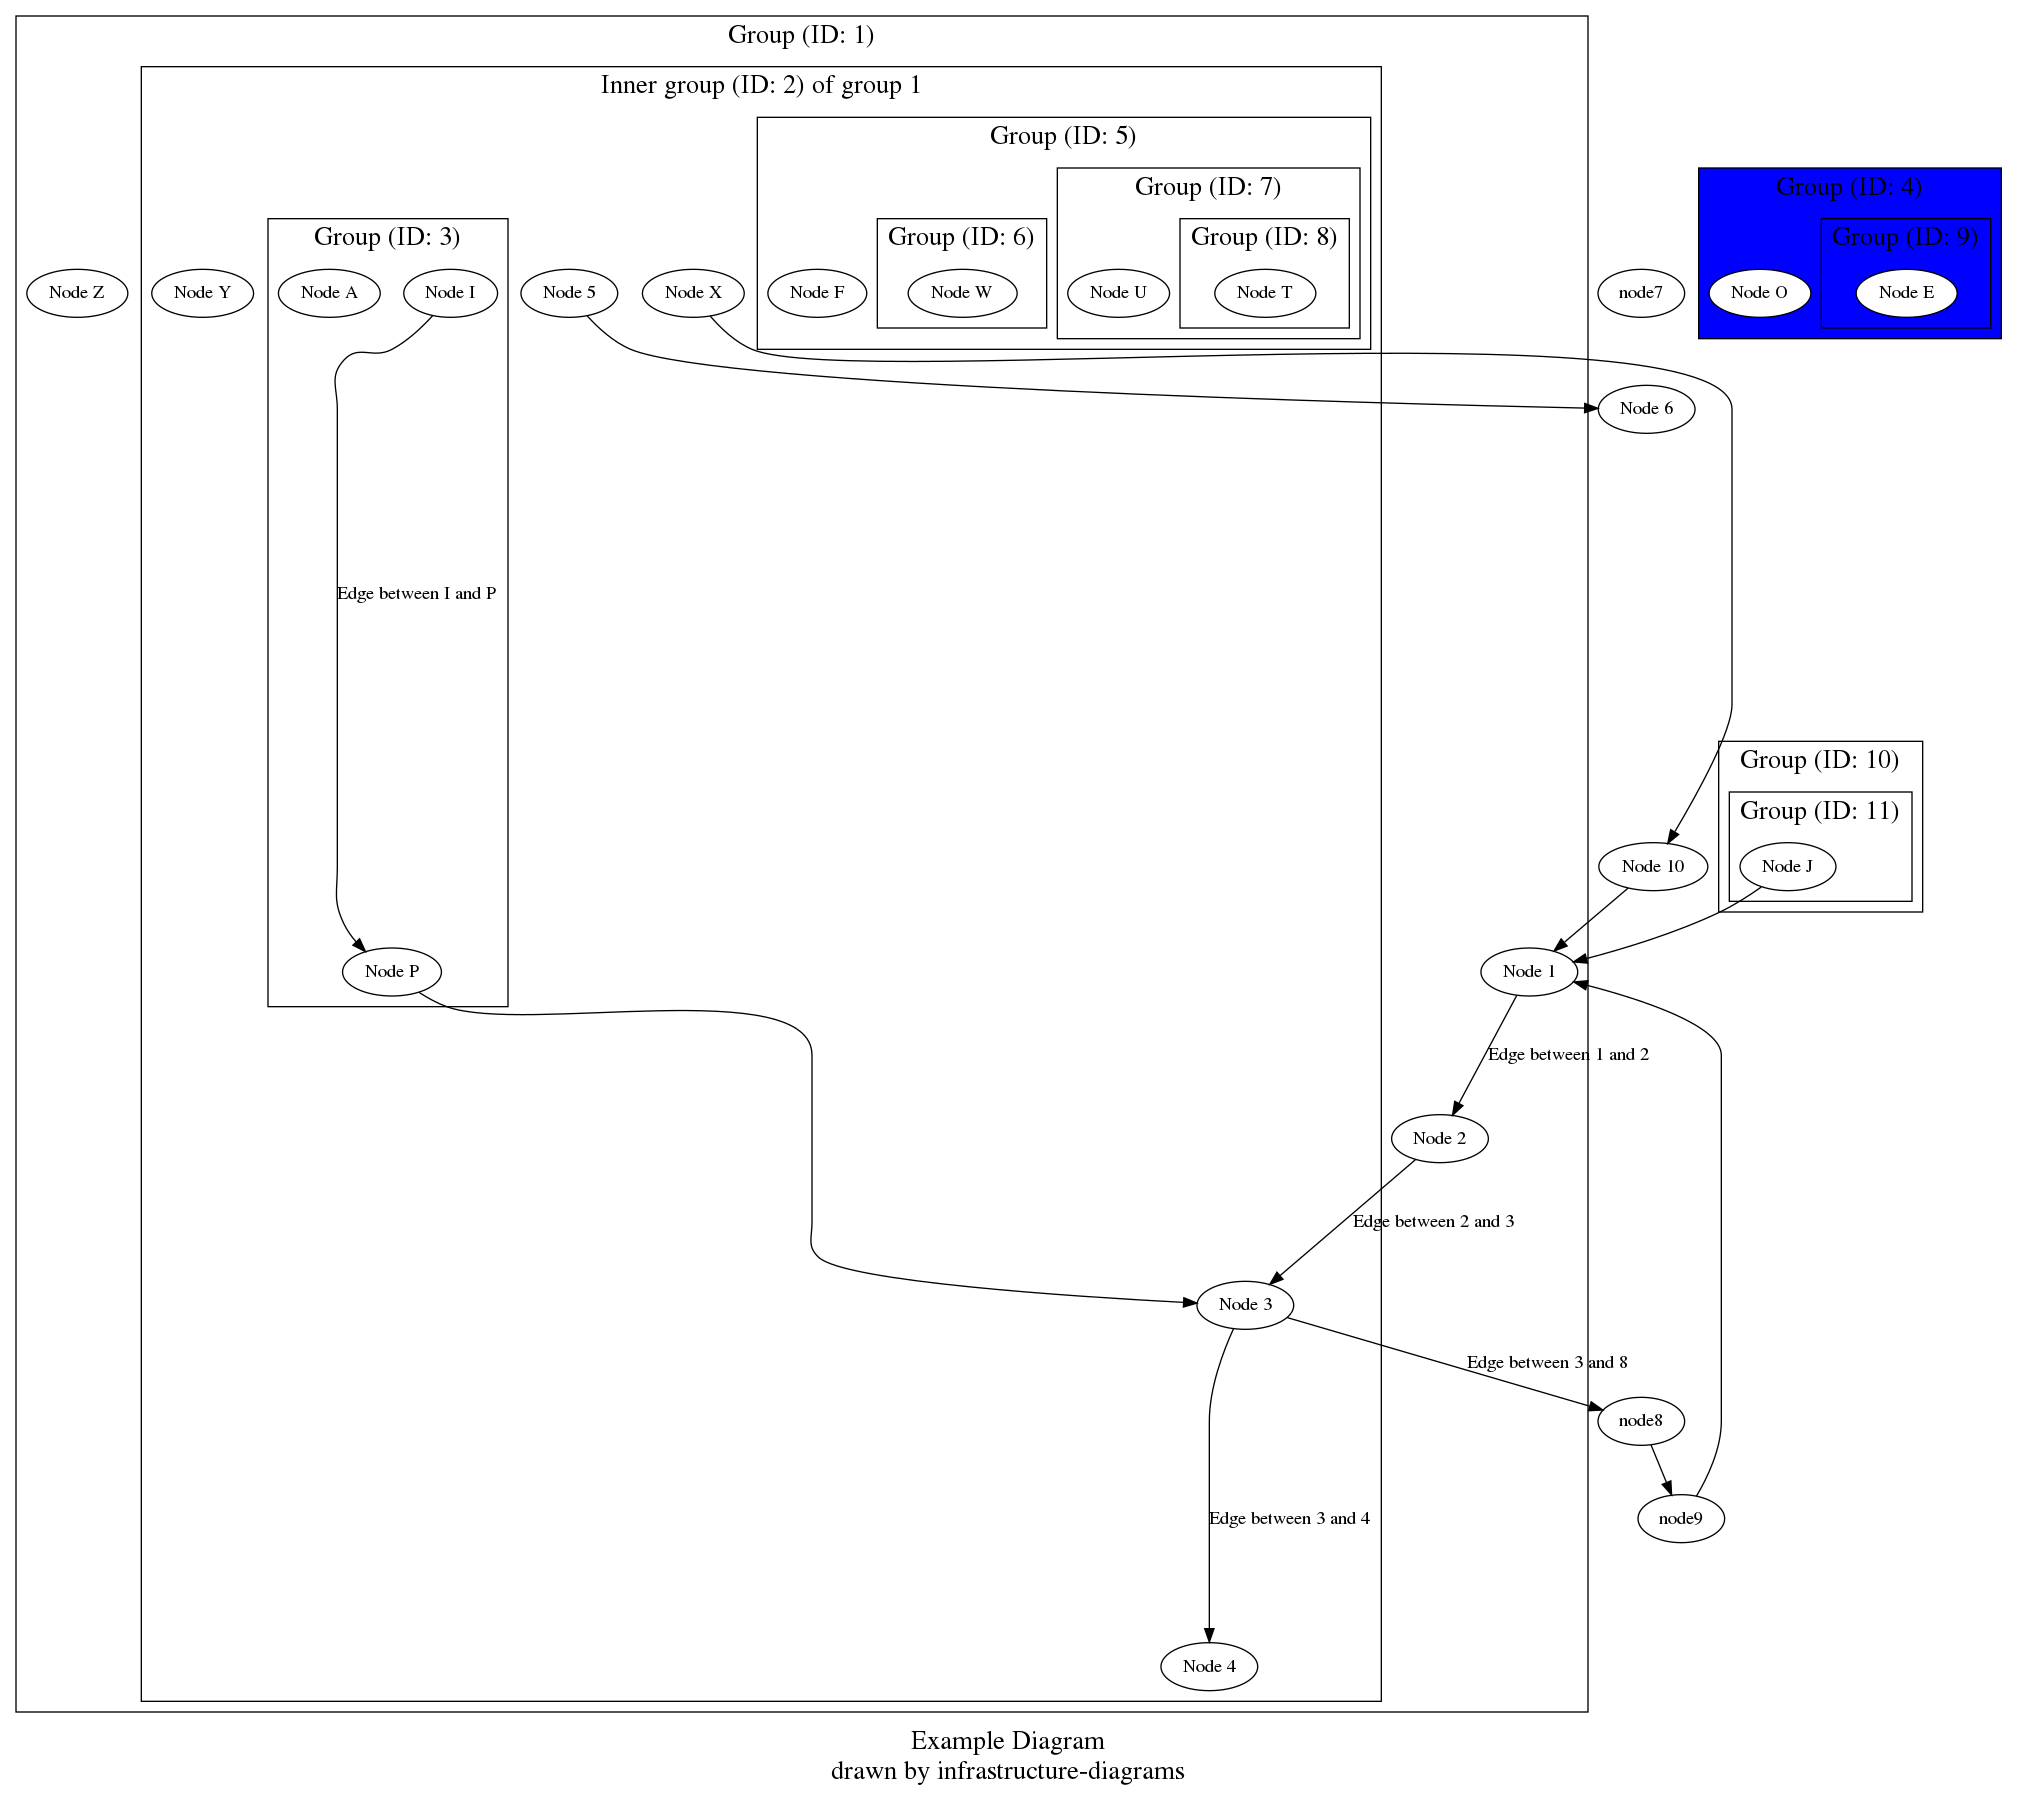 Group (ID: 1)
Inner group (ID: 2) of group 1
Group (ID: 5)
Group (ID: 7)
Group (ID: 4)
Group (ID: 3)
Group (ID: 6)
Group (ID: 8)
Group (ID: 9)
Node Z
Node Y
Node A
Node I
Node 5
Node X
Node F
Node W
Node U
Node T
node7
Node O
Node E
Node 6
Edge between I and P
Group (ID: 10)
Group (ID: 11)
Node 10
Node J
Node P
Node 1
Edge between 1 and 2
Node 2
Edge between 2 and 3
Node 3
Edge between 3 and 8
node8
Edge between 3 and 4
node9
Node 4
Example Diagram
drawn by infrastructure-diagrams